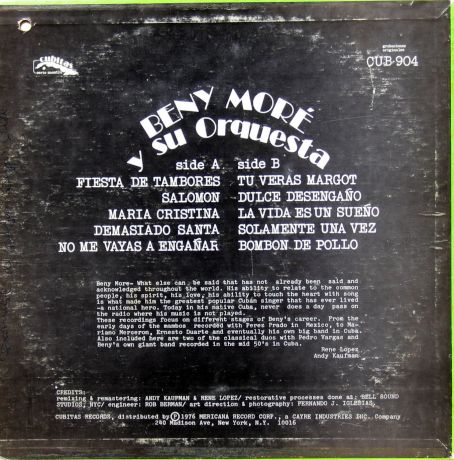 cubitas
grabaciones
originales
CUB-904
BENY MORÉ
y su Orquesta
side A
FIESTA DE TAMBORES
SALOMON
MARIA CRISTINA
DEMASIADO SANTA
NO ME VAYAS A ENGAÑAR
side B
TU VERAS MARGOT
DULCE DESENGAÑO
LA VIDA ES UN SUEÑO
SOLAMENTE UNA VEZ
BOMBON DE POLLO
Beny More- What else can be said that has not already been said and
acknowledged throughout the world. His ability to relate to the common
people, his spirit, his love, his ability to touch the heart with song
is what made him the greatest popular Cuban singer that has ever lived
-a national hero. Today in his native Cuba, never does a day pass on
the radio where his music is not played.
These recordings focus on different stages of Beny's career. From the
early days of the mamboa recorded with Perez Prado in Mexico, to Ma-
riano Merceron, Ernesto Duarte and eventually his own big band in Cuba.
Also included here are two of the classical duos with Pedro Vargas and
Beny's own giant band recorded in the mid 50's in Cuba.
Rene Lopez
Andy Kaufman
CREDITS:
remixing & remastering: ANDY KAUFMAN & RENE LOPEZ/ restorative processes done at: BELL SOUND
STUDIOS, NYC/ engineer: ROB BERMAN/ art direction & photography: FERNANDO J. IGLESIAS,
CUBITAS RECORDS, distributed by ℗ 1976 MERICANA RECORD CORP., a CAYRE INDUSTRIES INC. Company
240 Madison Ave, New York, N.Y. 10016